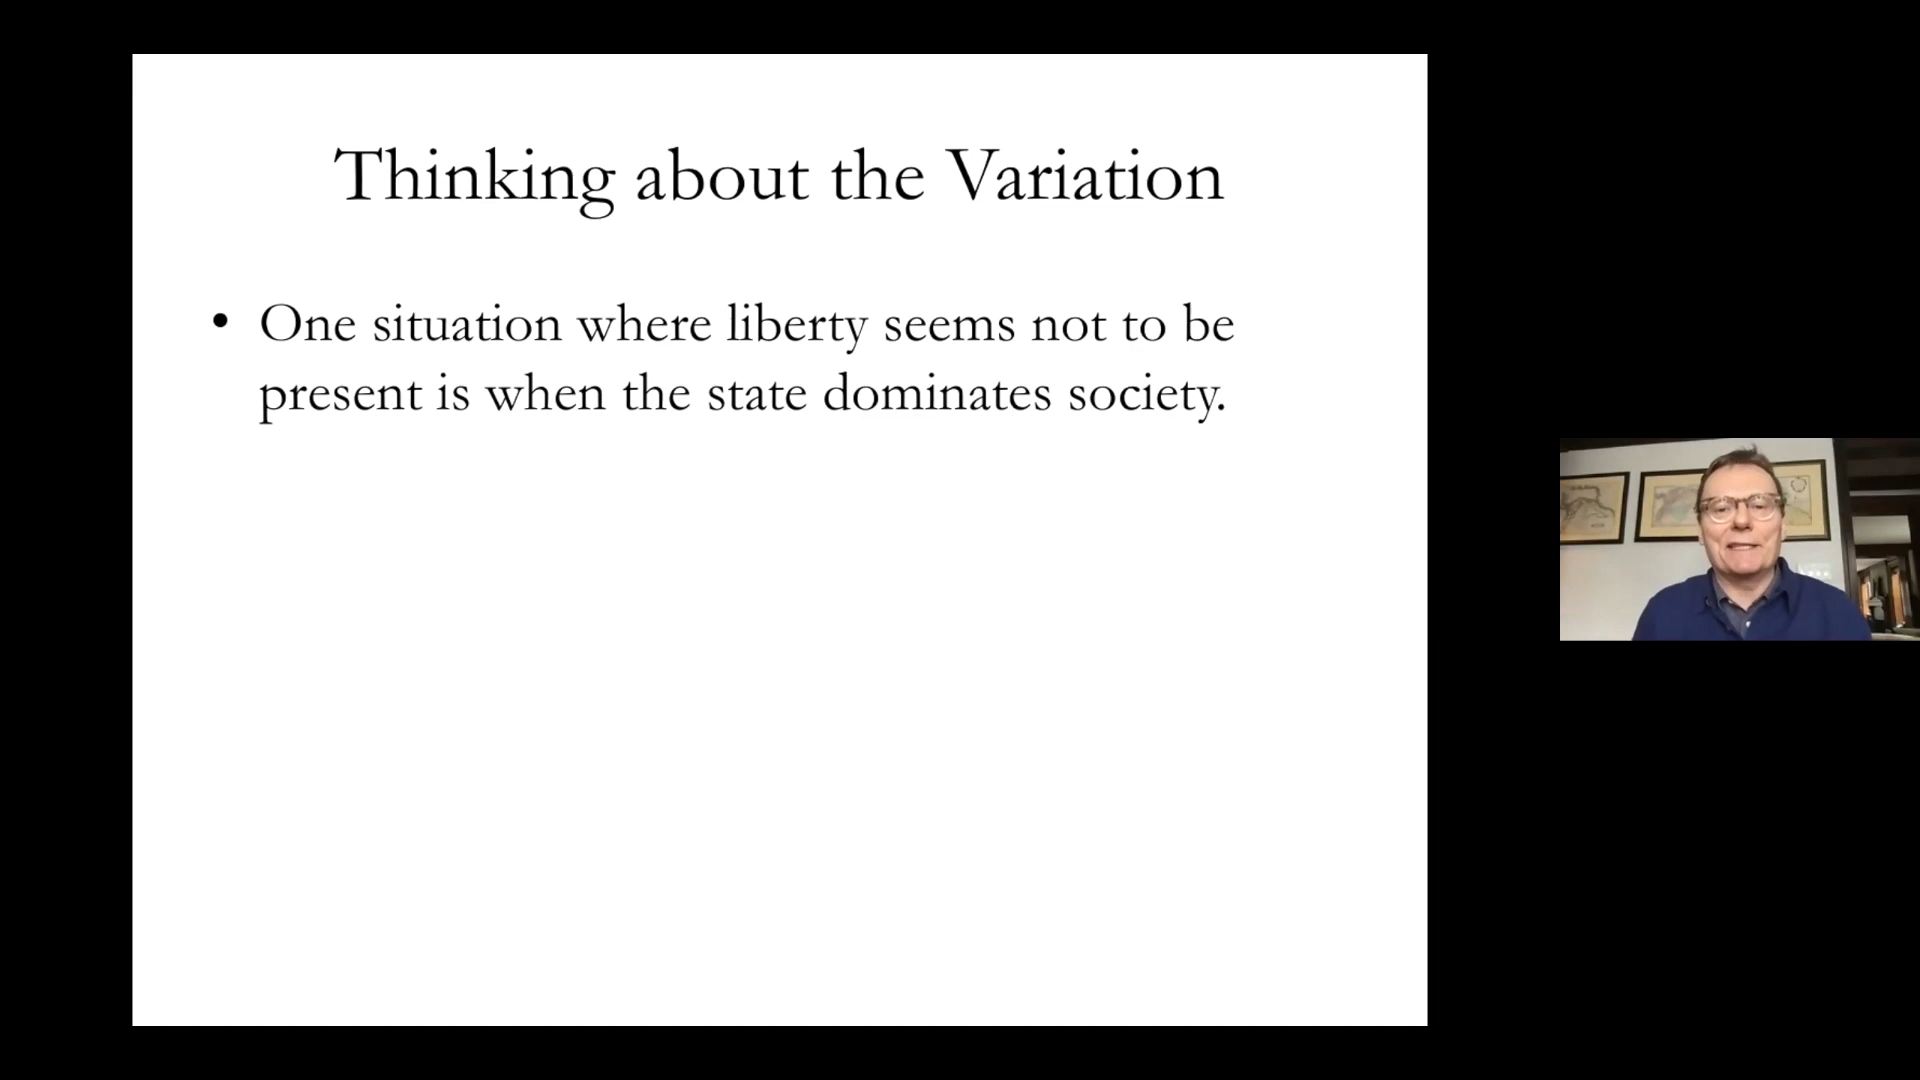 Thinking about the Variation
• One situation where liberty seems not to be
present is when the state dominates society.